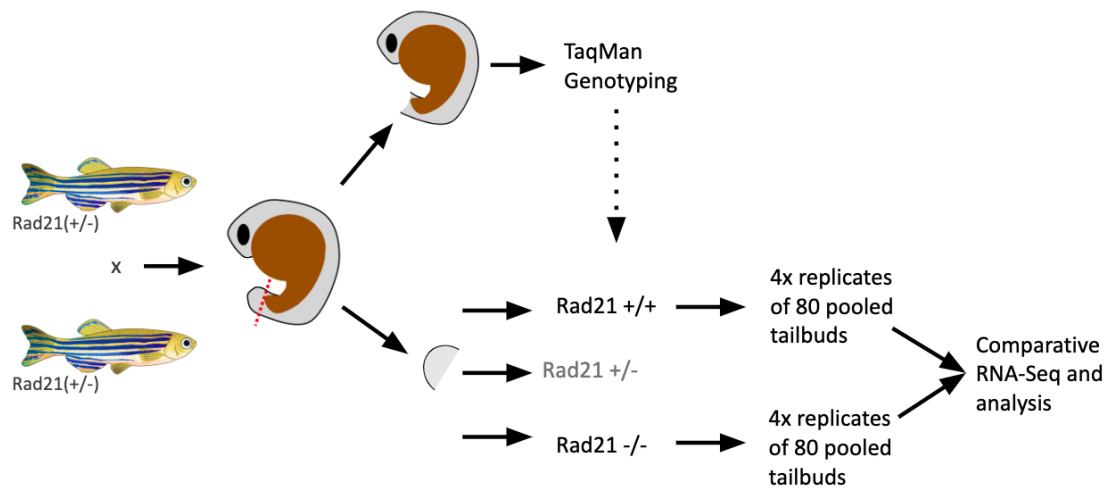 TaqMan
Genotyping
Rad21(+/-)
x
Rad21(+/-)
Rad21 +/+
Rad21 +/-
Rad21 -/-
4x replicates
of 80 pooled
tailbuds
4x replicates
of 80 pooled
tailbuds
Comparative
RNA-Seq and
analysis